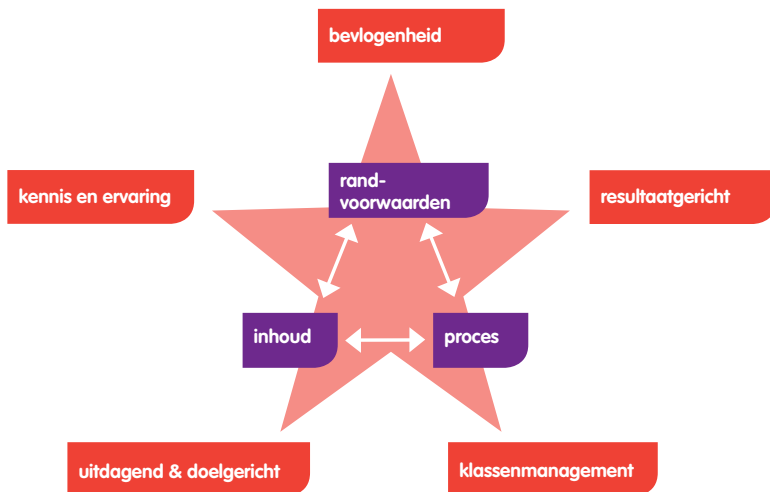 bevlogenheid
kennis en ervaring
rand-
voorwaarden
resultaatgericht
inhoud
proces
uitdagend & doelgericht
klassenmanagement